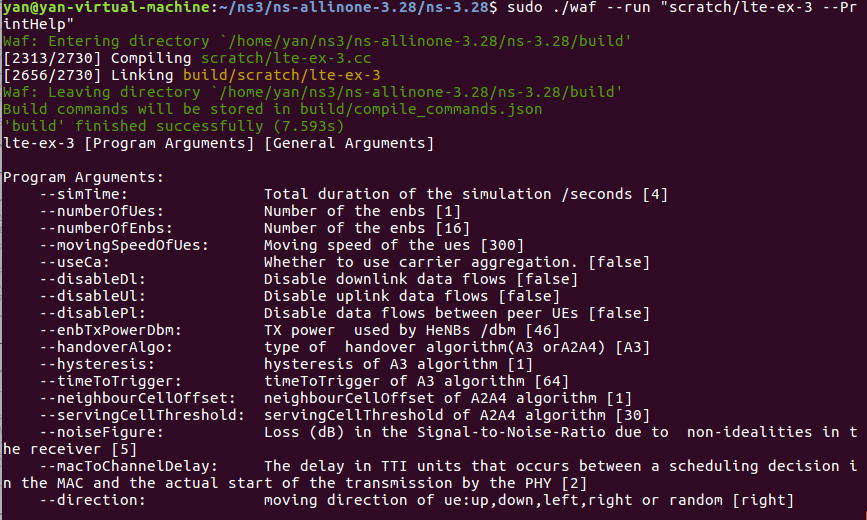 yan@yan-virtual-machine:~/ns3/ns-allinone-3.28/ns-3.28$ sudo ./waf --run "scratch/lte-ex-3 --Pr
intHelp"
Waf: Entering directory `/home/yan/ns3/ns-allinone-3.28/ns-3.28/build'
[2313/2730] Compiling scratch/lte-ex-3.cc
[2656/2730] Linking build/scratch/lte-ex-3
Waf: Leaving directory `/home/yan/ns3/ns-allinone-3.28/ns-3.28/build'
Build commands will be stored in build/compile_commands.json
'build' finished successfully (7.593s)
lte-ex-3 [Program Arguments] [General Arguments]

Program Arguments:
    --simTime:               Total duration of the simulation /seconds [4]
    --numberOfUes:           Number of the enbs [1]
    --numberOfEnbs:          Number of the enbs [16]
    --movingSpeedOfUes:      Moving speed of the ues [300]
    --useCa:                 Whether to use carrier aggregation. [false]
    --disableDl:             Disable downlink data flows [false]
    --disableUl:             Disable uplink data flows [false]
    --disablePl:             Disable data flows between peer UEs [false]
    --enbTxPowerDbm:         TX power  used by HeNBs /dbm [46]
    --handoverAlgo:          type of  handover algorithm(A3 orA2A4) [A3]
    --hysteresis:            hysteresis of A3 algorithm [1]
    --timeToTrigger:         timeToTrigger of A3 algorithm [64]
    --neighbourCellOffset:   neighbourCellOffset of A2A4 algorithm [1]
    --servingCellThreshold:  servingCellThreshold of A2A4 algorithm [30]
    --noiseFigure:           Loss (dB) in the Signal-to-Noise-Ratio due to  non-idealities in t
he receiver [5]
    --macToChannelDelay:     The delay in TTI units that occurs between a scheduling decision i
n the MAC and the actual start of the transmission by the PHY [2]
    --direction:             moving direction of ue:up,down,left,right or random [right]